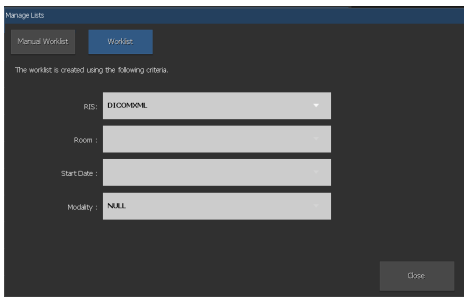 Manage Lists
Manual Worklist
Worklist
The worklist is created using the following criteria.
RIS: DICOMXML
Room :
Start Date :
Modality : NULL
Close